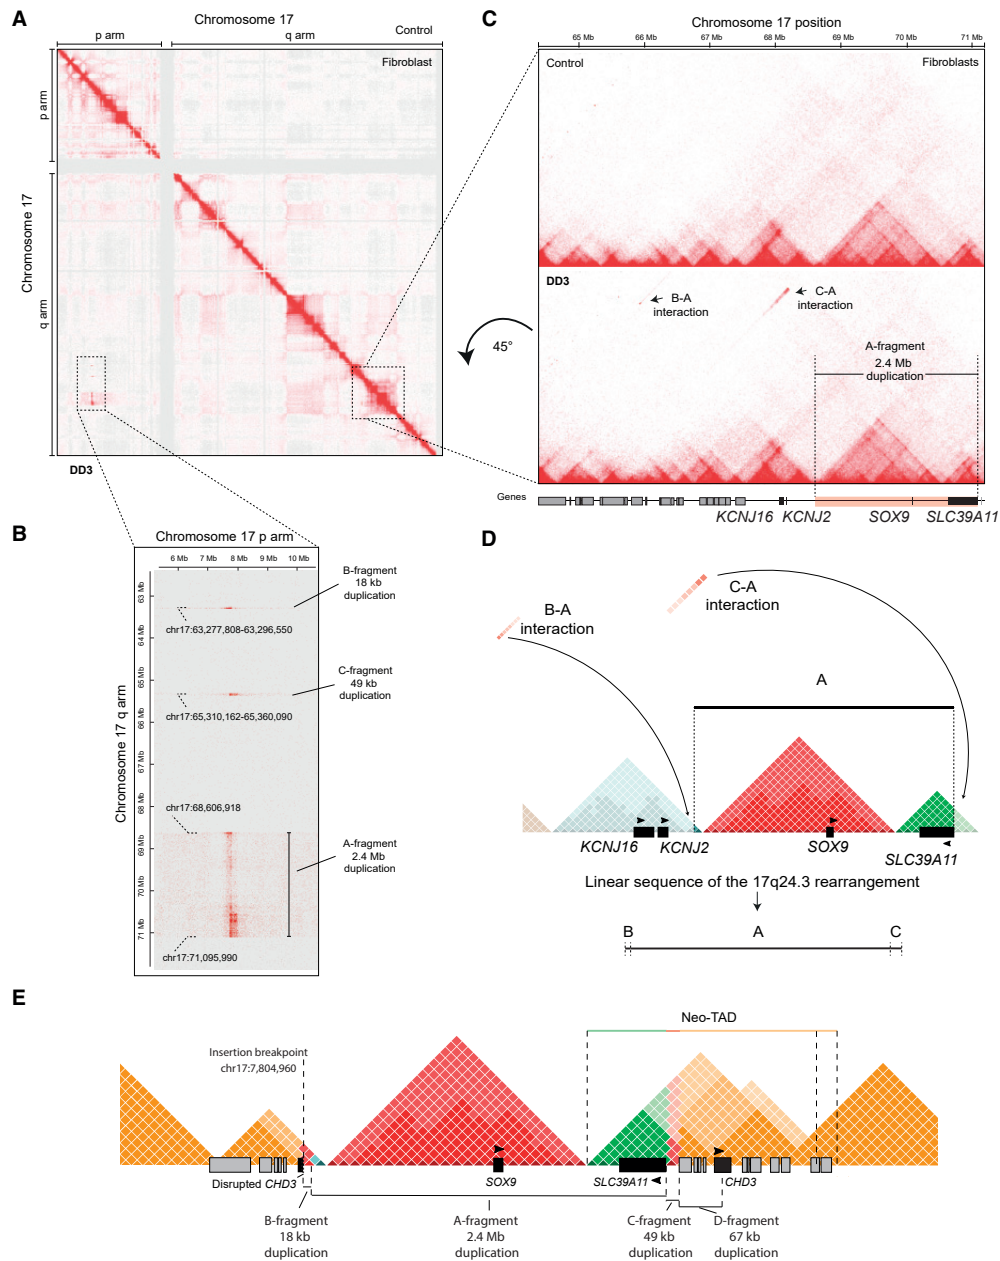 A
Chromosome 17
p arm
q arm
Control
Fibroblast
p arm
Chromosome 17
q arm
DD3
45°
C
Chromosome 17 position
65 Mb
66 Mb
67 Mb
68 Mb
69 Mb
70 Mb
71 Mb
Control
Fibroblasts
DD3
B-A
interaction
C-A
interaction
A-fragment
2.4 Mb
duplication
Genes
KCNJ16
KCNJ2
SOX9
SLC39A11
B
Chromosome 17 p arm
6 Mb
7 Mb
8 Mb
9 Mb
10 Mb
Chromosome 17 q arm
63 Mb
64 Mb
65 Mb
66 Mb
67 Mb
68 Mb
69 Mb
70 Mb
71 Mb
chr17:63,277,808-63,296,550
chr17:65,310,162-65,360,090
chr17:68,606,918
chr17:71,095,990
B-fragment
18 kb
duplication
C-fragment
49 kb
duplication
A-fragment
2.4 Mb
duplication
D
B-A
interaction
C-A
interaction
A
KCNJ16
KCNJ2
SOX9
SLC39A11
Linear sequence of the 17q24.3 rearrangement
B
A
C
E
Neo-TAD
Insertion breakpoint
chr17:7,804,960
Disrupted CHD3
SOX9
SLC39A11
CHD3
B-fragment
18 kb
duplication
A-fragment
2.4 Mb
duplication
C-fragment
49 kb
duplication
D-fragment
67 kb
duplication